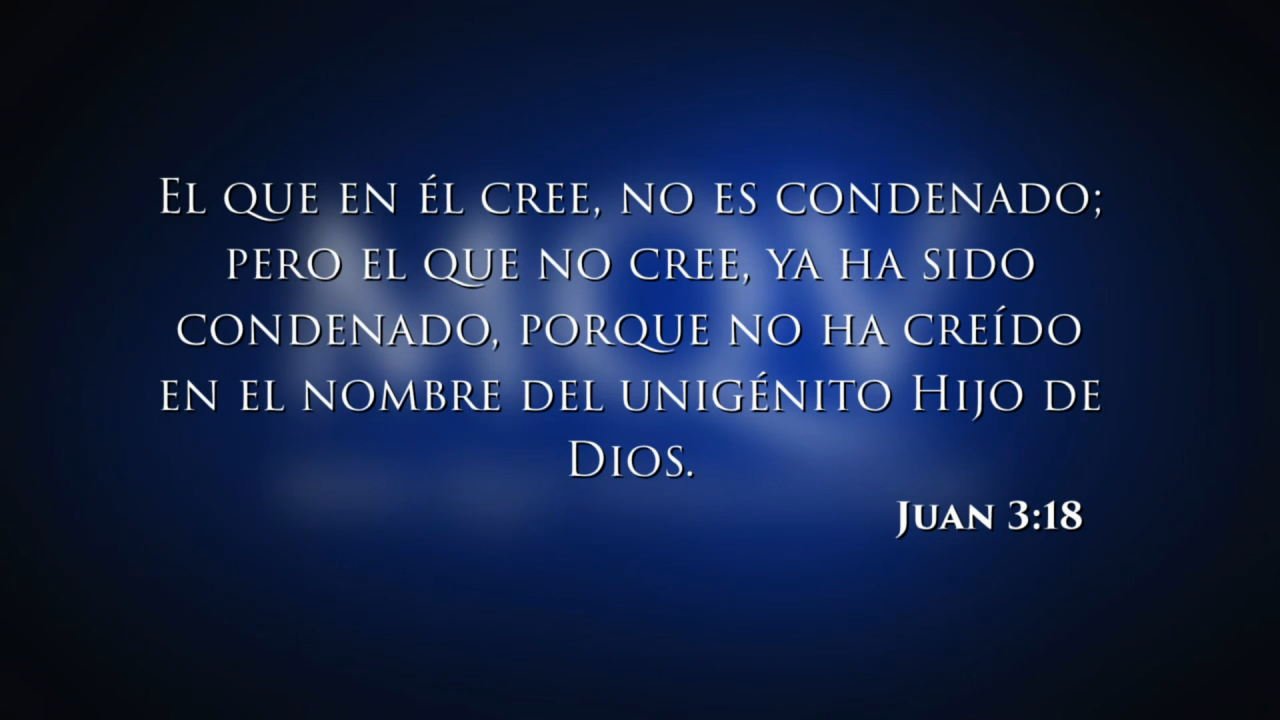 El que en él cree, no es condenado;
pero el que no cree, ya ha sido
condenado, porque no ha creído
en el nombre del unigénito Hijo de
Dios.
Juan 3:18